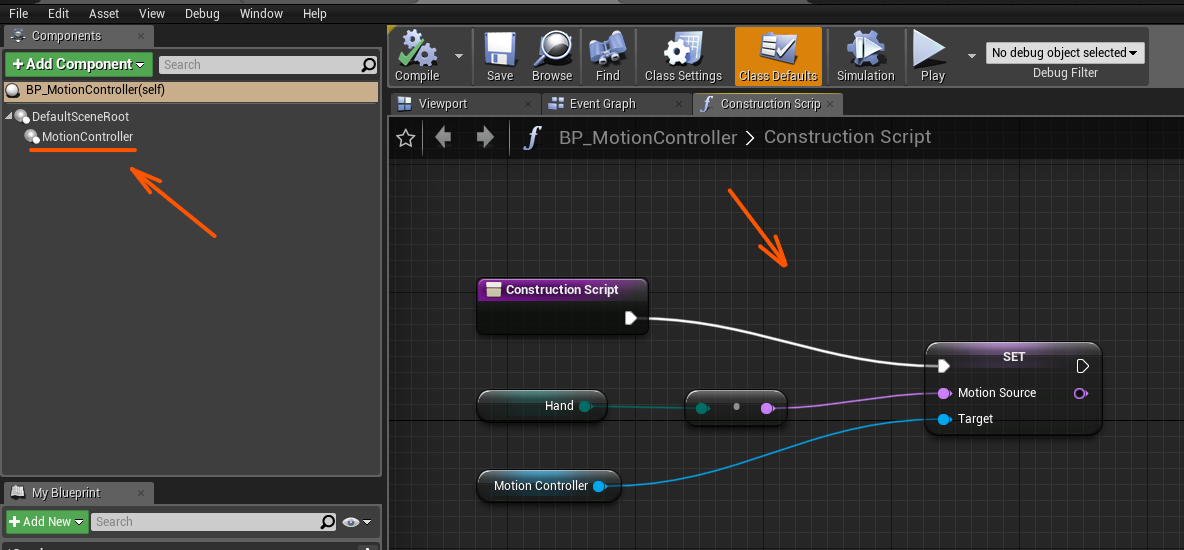 File Edit Asset View Debug Window Help
Components
Add Component
Search
BP_MotionController(self)
DefaultSceneRoot
MotionController
My Blueprint
Add New
Search
Compile
Save
Browse
Find
Class Settings
Class Defaults
Simulation
Play
No debug object selected
Debug Filter
Viewport
Event Graph
Construction Scrip
BP_MotionController > Construction Script
Construction Script
SET
Motion Source
Target
Hand
Motion Controller